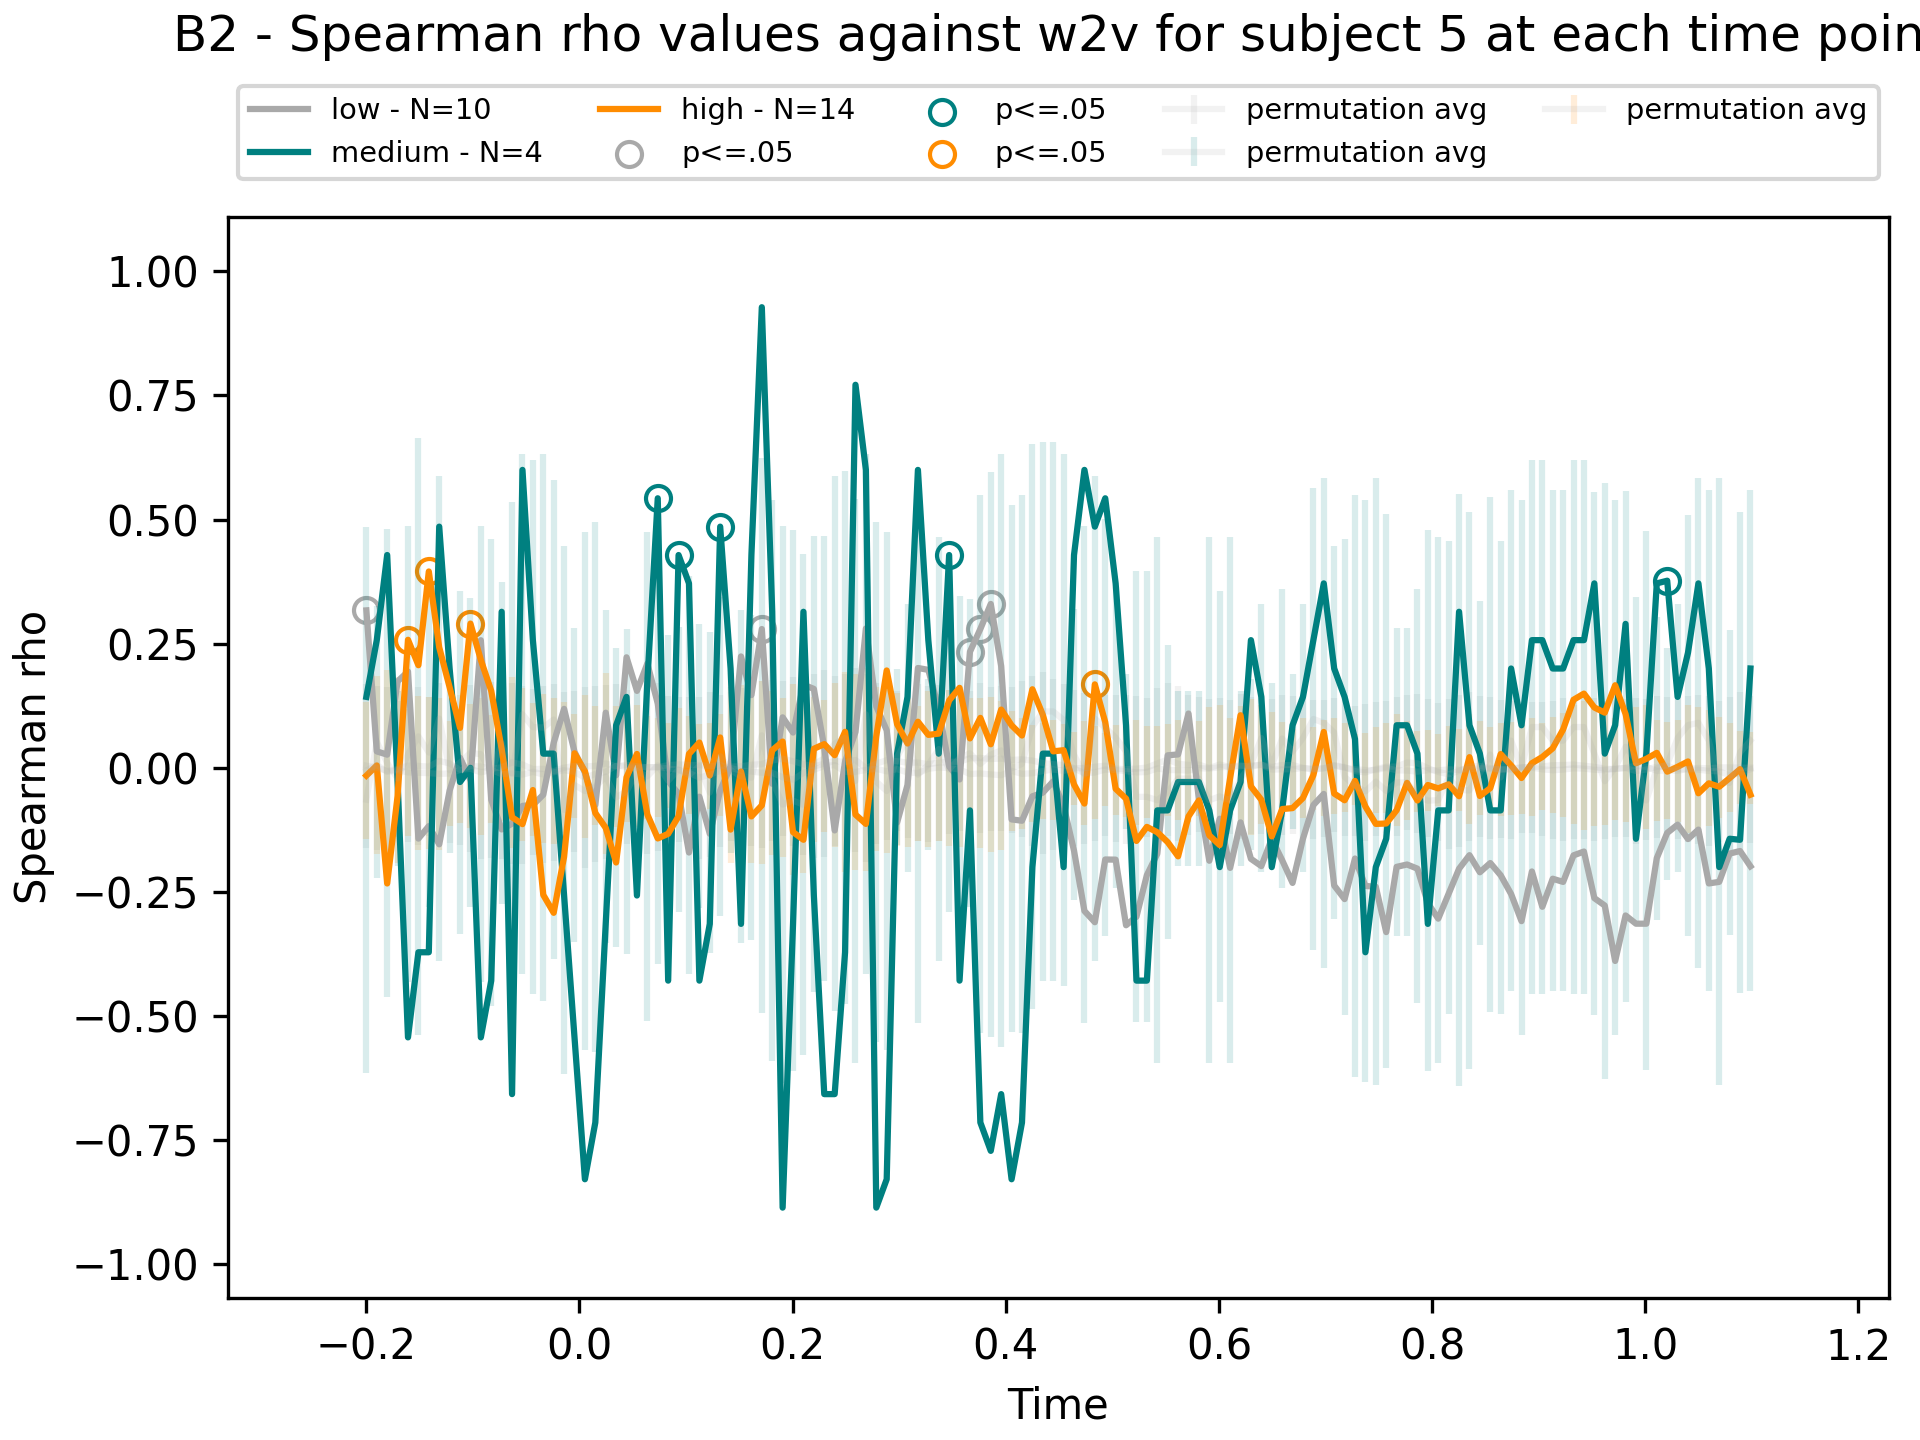 B2 - Spearman rho values against w2v for subject 5 at each time poin
low - N=10 high - N=14 p<=.05 permutation avg permutation avg
medium - N=4 p<=.05 p<=.05 permutation avg
1.00
0.75
0.50
0.25
0.00
−0.25
−0.50
−0.75
−1.00
Spearman rho
−0.2 0.0 0.2 0.4 0.6 0.8 1.0 1.2
Time